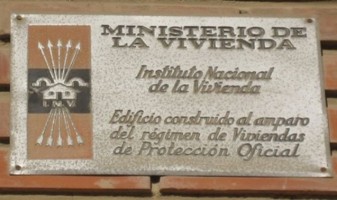 MINISTERIO DE
LA VIVIENDA
Instituto Nacional
de la Vivienda
I.N.V.
Edificio construido al amparo
del régimen de Viviendas
de Protección Oficial